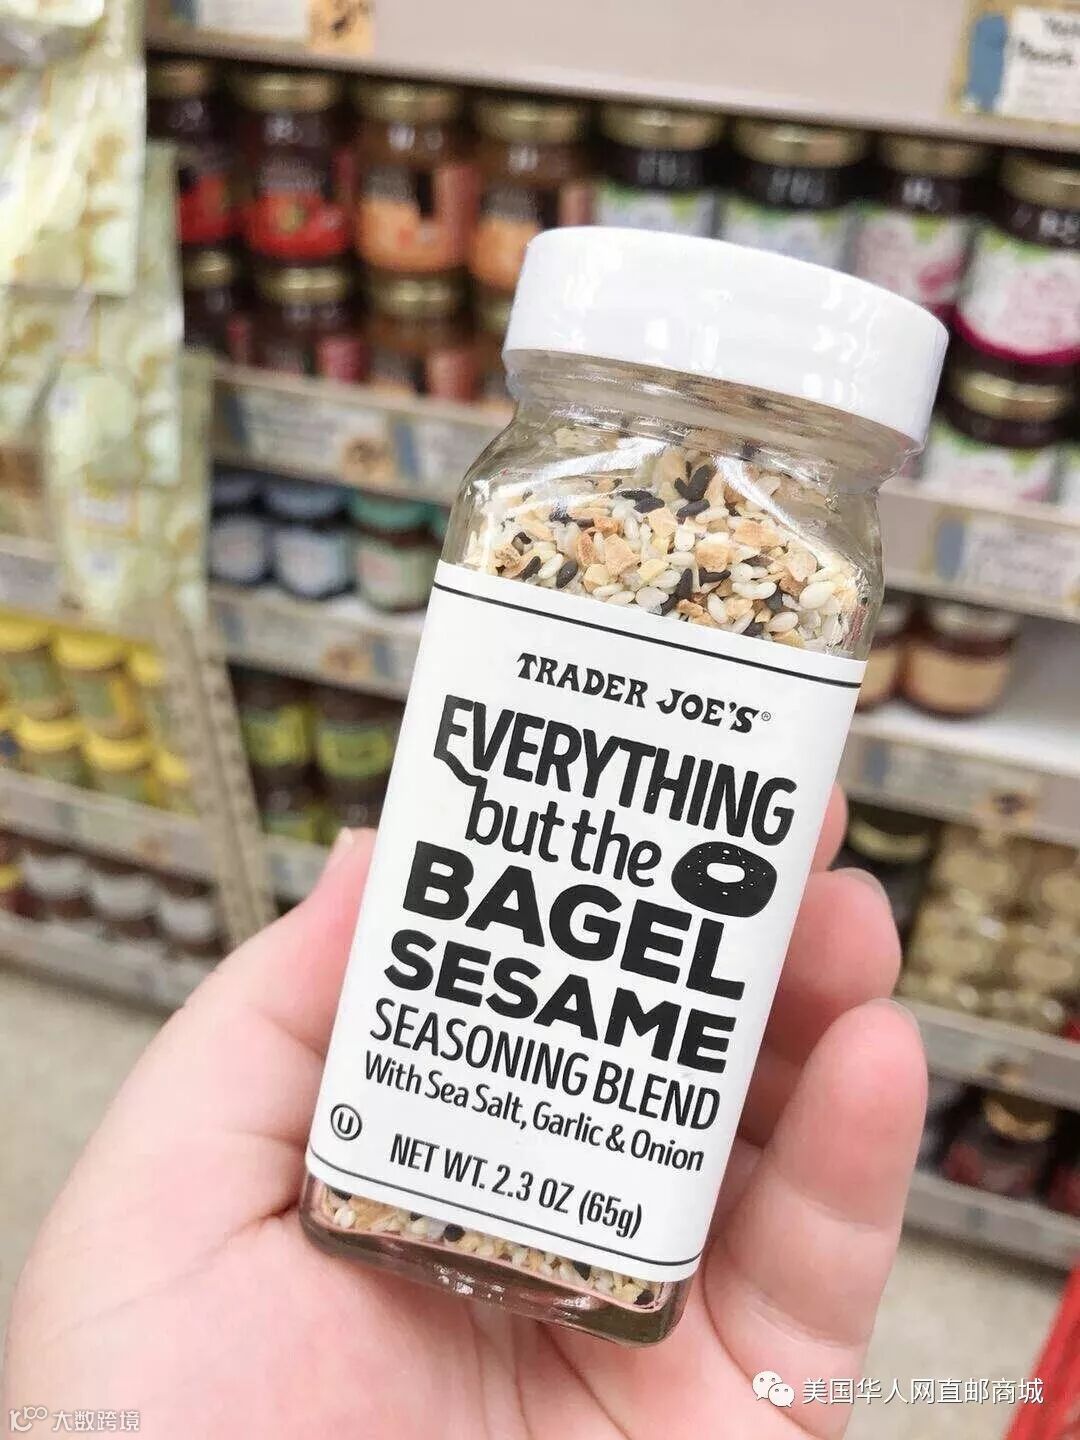 TRADER JOE'S®
EVERYTHING
but the
BAGEL
SESAME
SEASONING BLEND
With Sea Salt, Garlic & Onion
U
NET WT. 2.3 OZ (65g)
美国华人网直邮商城
大数跨境